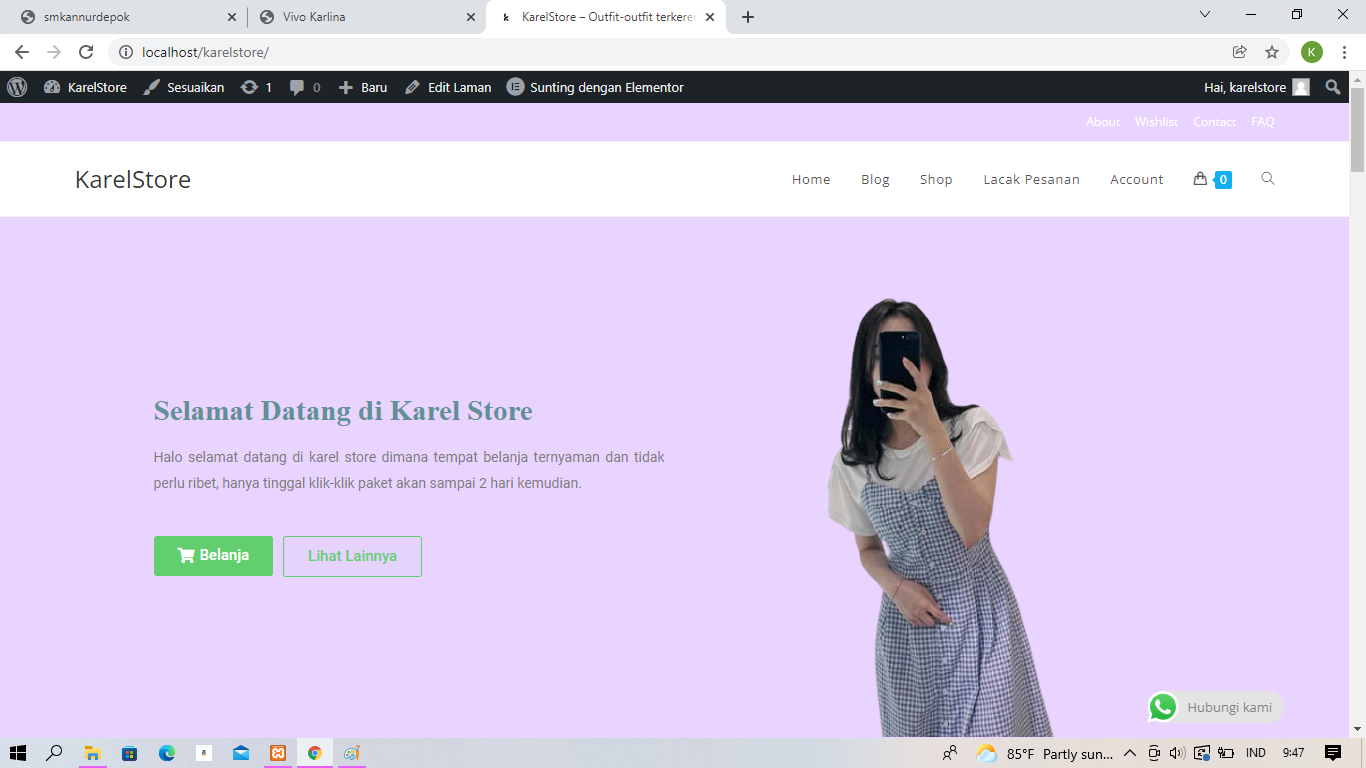 smkannurdepok
Vivo Karlina
KarelStore – Outfit-outfit terkeren
localhost/karelstore/
K
KarelStore
Sesuaikan
1
0
Baru
Edit Laman
Sunting dengan Elementor
Hai, karelstore
About
Wishlist
Contact
FAQ
KarelStore
Home
Blog
Shop
Lacak Pesanan
Account
0
Selamat Datang di Karel Store
Halo selamat datang di karel store dimana tempat belanja ternyaman dan tidak
perlu ribet, hanya tinggal klik-klik paket akan sampai 2 hari kemudian.
Belanja
Lihat Lainnya
Hubungi kami
85°F Partly sun...
IND
9:47